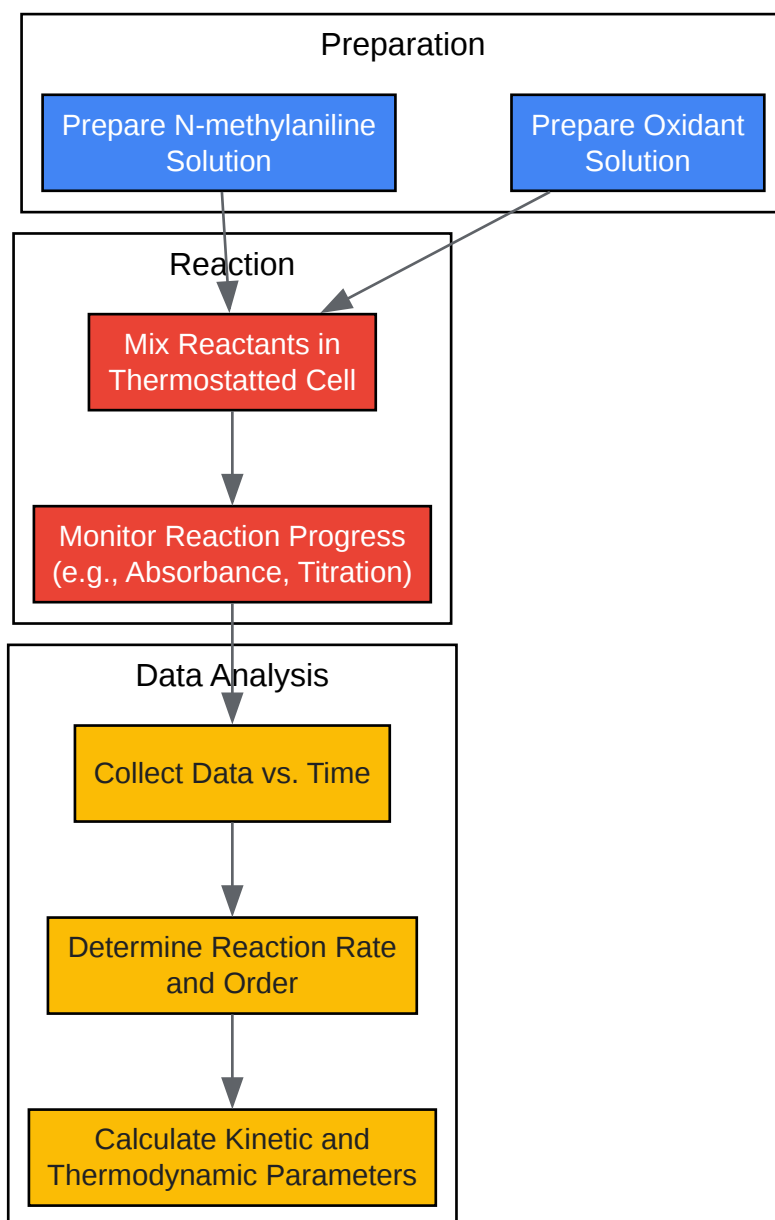 Preparation
Prepare N-methylaniline
Solution
Prepare Oxidant
Solution
Reaction
Mix Reactants in
Thermostatted Cell
Monitor Reaction Progress
(e.g., Absorbance, Titration)
Data Analysis
Collect Data vs. Time
Determine Reaction Rate
and Order
Calculate Kinetic and
Thermodynamic Parameters